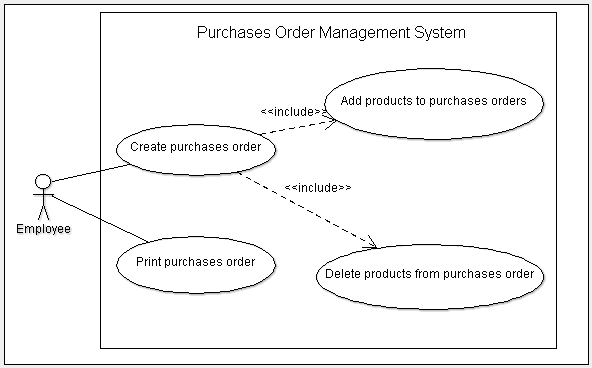 Purchases Order Management System
<<include>>
Add products to purchases orders
Create purchases order
<<include>>
Employee
Print purchases order
Delete products from purchases order